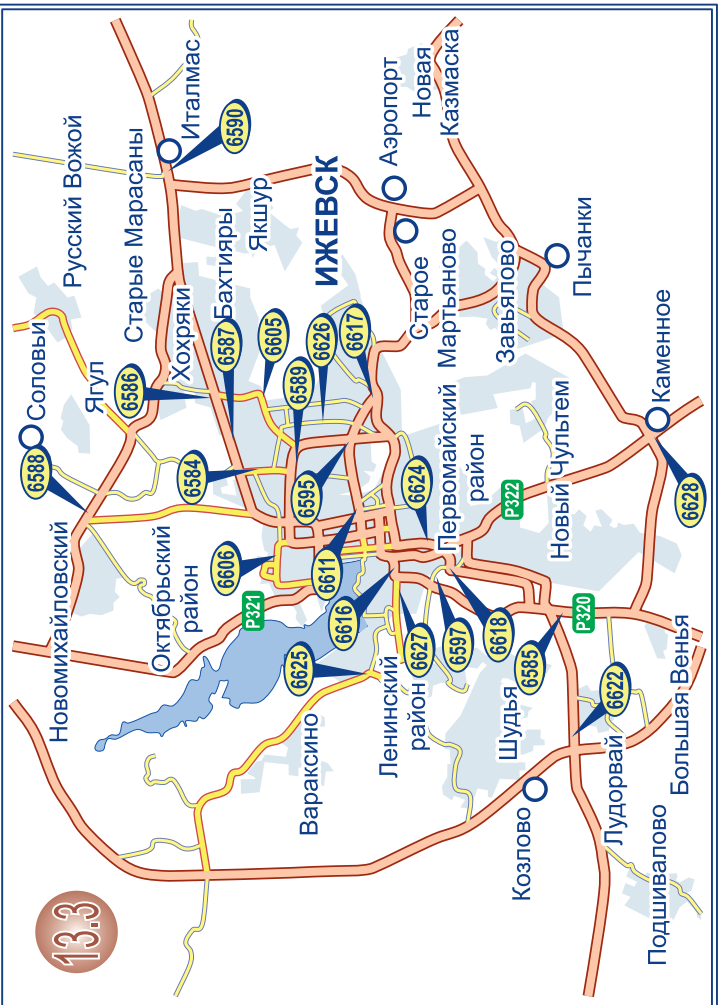 13.3
Новомихайловский
6588
Соловьи
Русский Вожой
Ягул
Старые Марасаны
6586
Октябрьский
район
Хохряки
Италмас
6584
6587
Бахтияры
6590
6606
Р321
Якшур
6605
6625
Вараксино
6595
6589
6626
ИЖЕВСК
6611
6616
6617
Ленинский
район
6627
6624
Аэропорт
Старое
Мартьяново
Новая
Казмаска
6597
6618
Первомайский
район
Завьялово
Шудья
Козлово
6585
Р322
Новый Чультем
Пычанки
Р320
6622
Лудорвай
Подшивалово
Большая Венья
6628
Каменное